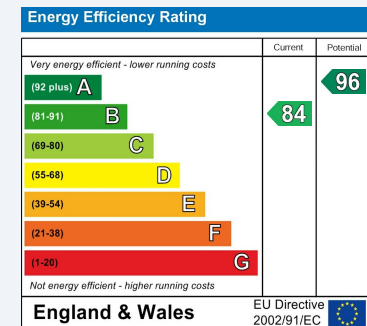 Energy Efficiency Rating
Current Potential
Very energy efficient - lower running costs
(92 plus) A
96
(81-91) B
84
(69-80) C
(55-68) D
(39-54) E
(21-38) F
(1-20) G
Not energy efficient - higher running costs
England & Wales
EU Directive
2002/91/EC